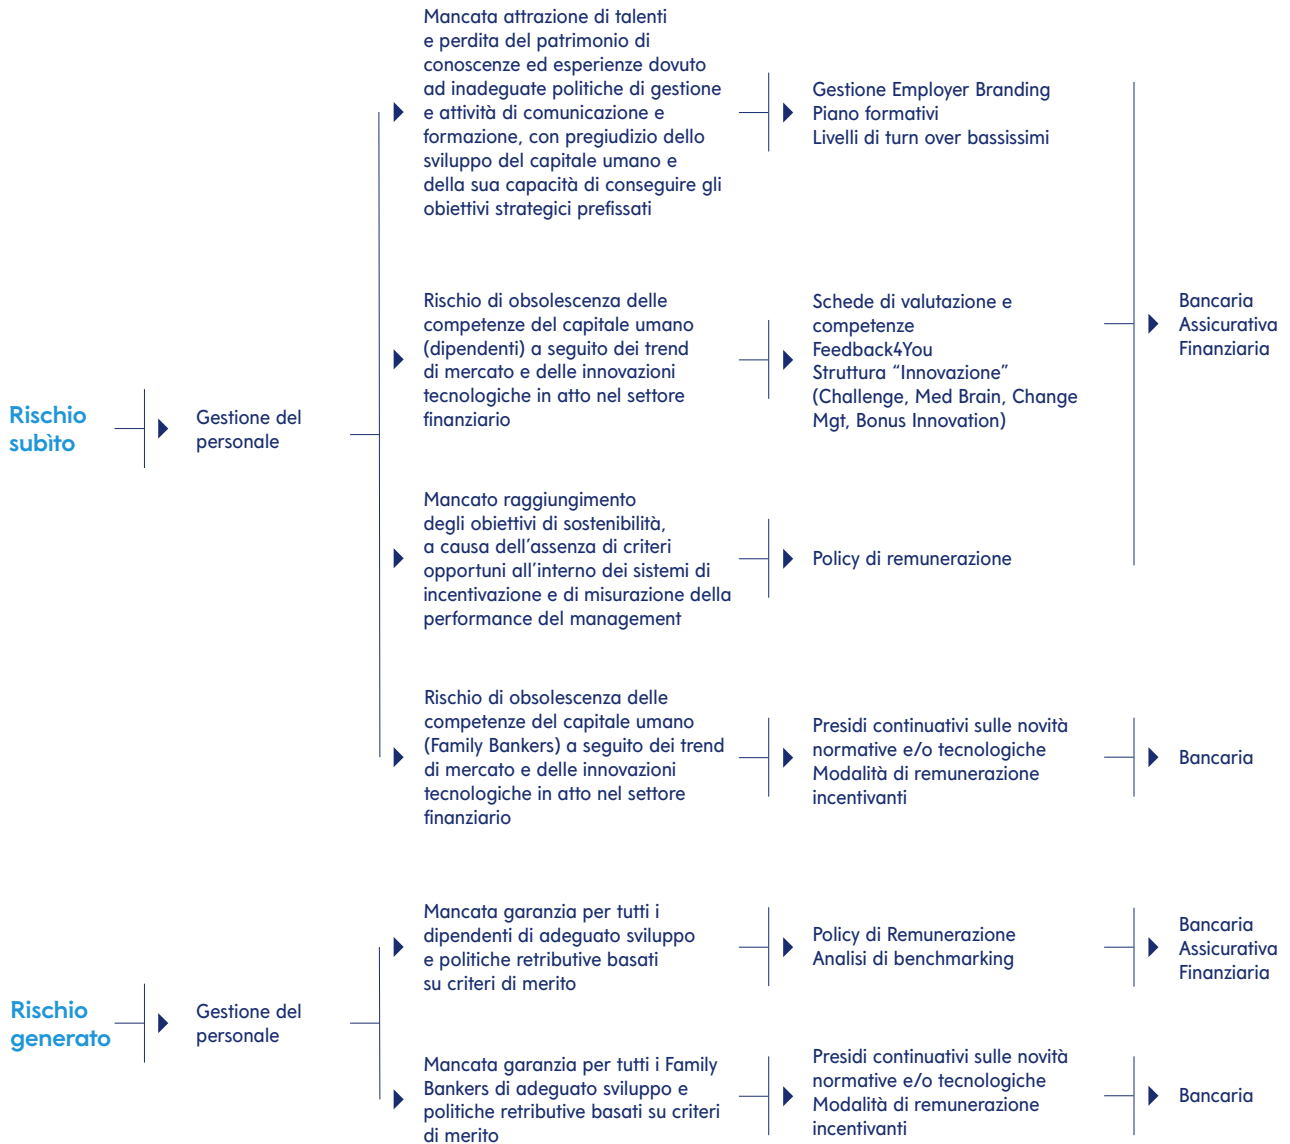 Rischio
subìto
Gestione del
personale
Mancata attrazione di talenti
e perdita del patrimonio di
conoscenze ed esperienze dovuto
ad inadeguate politiche di gestione
e attività di comunicazione e
formazione, con pregiudizio dello
sviluppo del capitale umano e
della sua capacità di conseguire gli
obiettivi strategici prefissati
Gestione Employer Branding
Piano formativi
Livelli di turn over bassissimi
Rischio di obsolescenza delle
competenze del capitale umano
(dipendenti) a seguito dei trend
di mercato e delle innovazioni
tecnologiche in atto nel settore
finanziario
Schede di valutazione e
competenze
Feedback4You
Struttura “Innovazione”
(Challenge, Med Brain, Change
Mgt, Bonus Innovation)
Mancato raggiungimento
degli obiettivi di sostenibilità,
a causa dell’assenza di criteri
opportuni all’interno dei sistemi di
incentivazione e di misurazione della
performance del management
Policy di remunerazione
Bancaria
Assicurativa
Finanziaria
Rischio di obsolescenza delle
competenze del capitale umano
(Family Bankers) a seguito dei trend
di mercato e delle innovazioni
tecnologiche in atto nel settore
finanziario
Presidi continuativi sulle novità
normative e/o tecnologiche
Modalità di remunerazione
incentivanti
Bancaria
Rischio
generato
Gestione del
personale
Mancata garanzia per tutti i
dipendenti di adeguato sviluppo
e politiche retributive basati
su criteri di merito
Policy di Remunerazione
Analisi di benchmarking
Bancaria
Assicurativa
Finanziaria
Mancata garanzia per tutti i Family
Bankers di adeguato sviluppo e
politiche retributive basati su criteri
di merito
Presidi continuativi sulle novità
normative e/o tecnologiche
Modalità di remunerazione
incentivanti
Bancaria